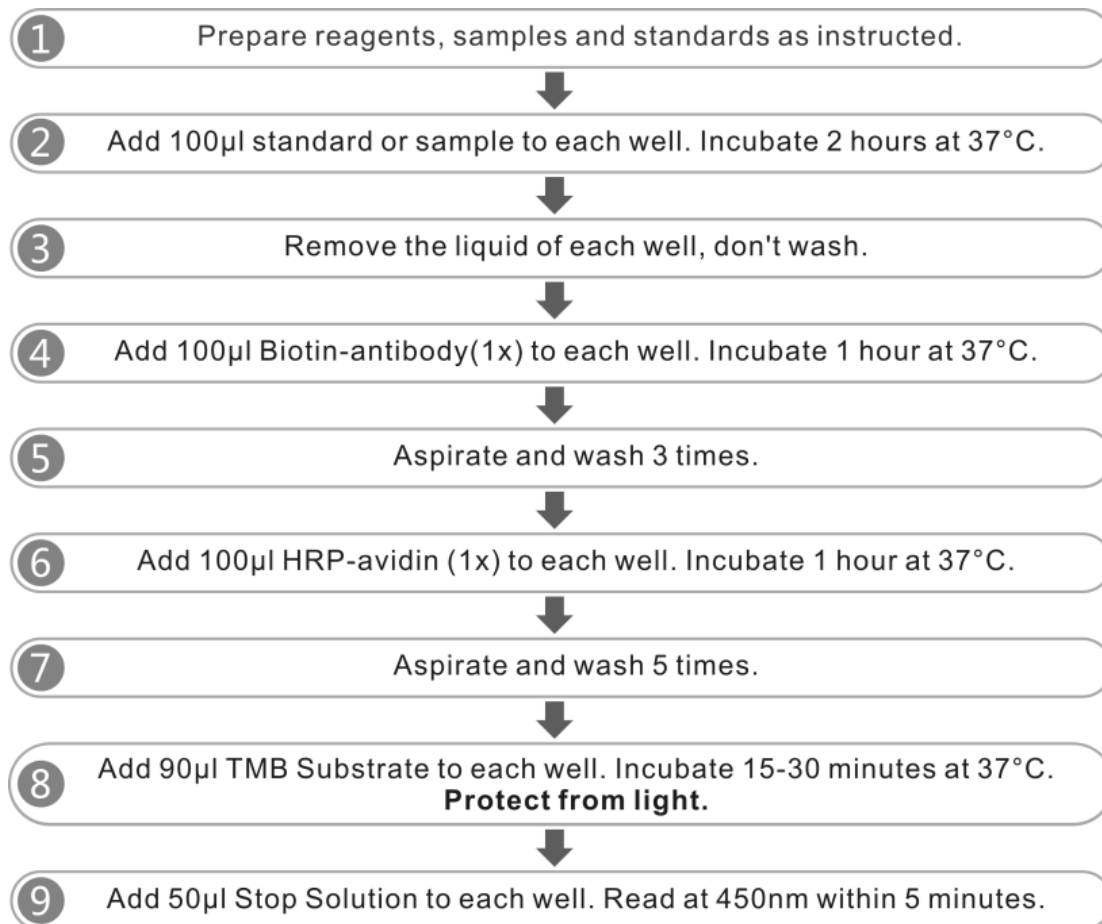 1 Prepare reagents, samples and standards as instructed.
2 Add 100µl standard or sample to each well. Incubate 2 hours at 37°C.
3 Remove the liquid of each well, don't wash.
4 Add 100µl Biotin-antibody(1x) to each well. Incubate 1 hour at 37°C.
5 Aspirate and wash 3 times.
6 Add 100µl HRP-avidin (1x) to each well. Incubate 1 hour at 37°C.
7 Aspirate and wash 5 times.
8 Add 90µl TMB Substrate to each well. Incubate 15-30 minutes at 37°C.
Protect from light.
9 Add 50µl Stop Solution to each well. Read at 450nm within 5 minutes.